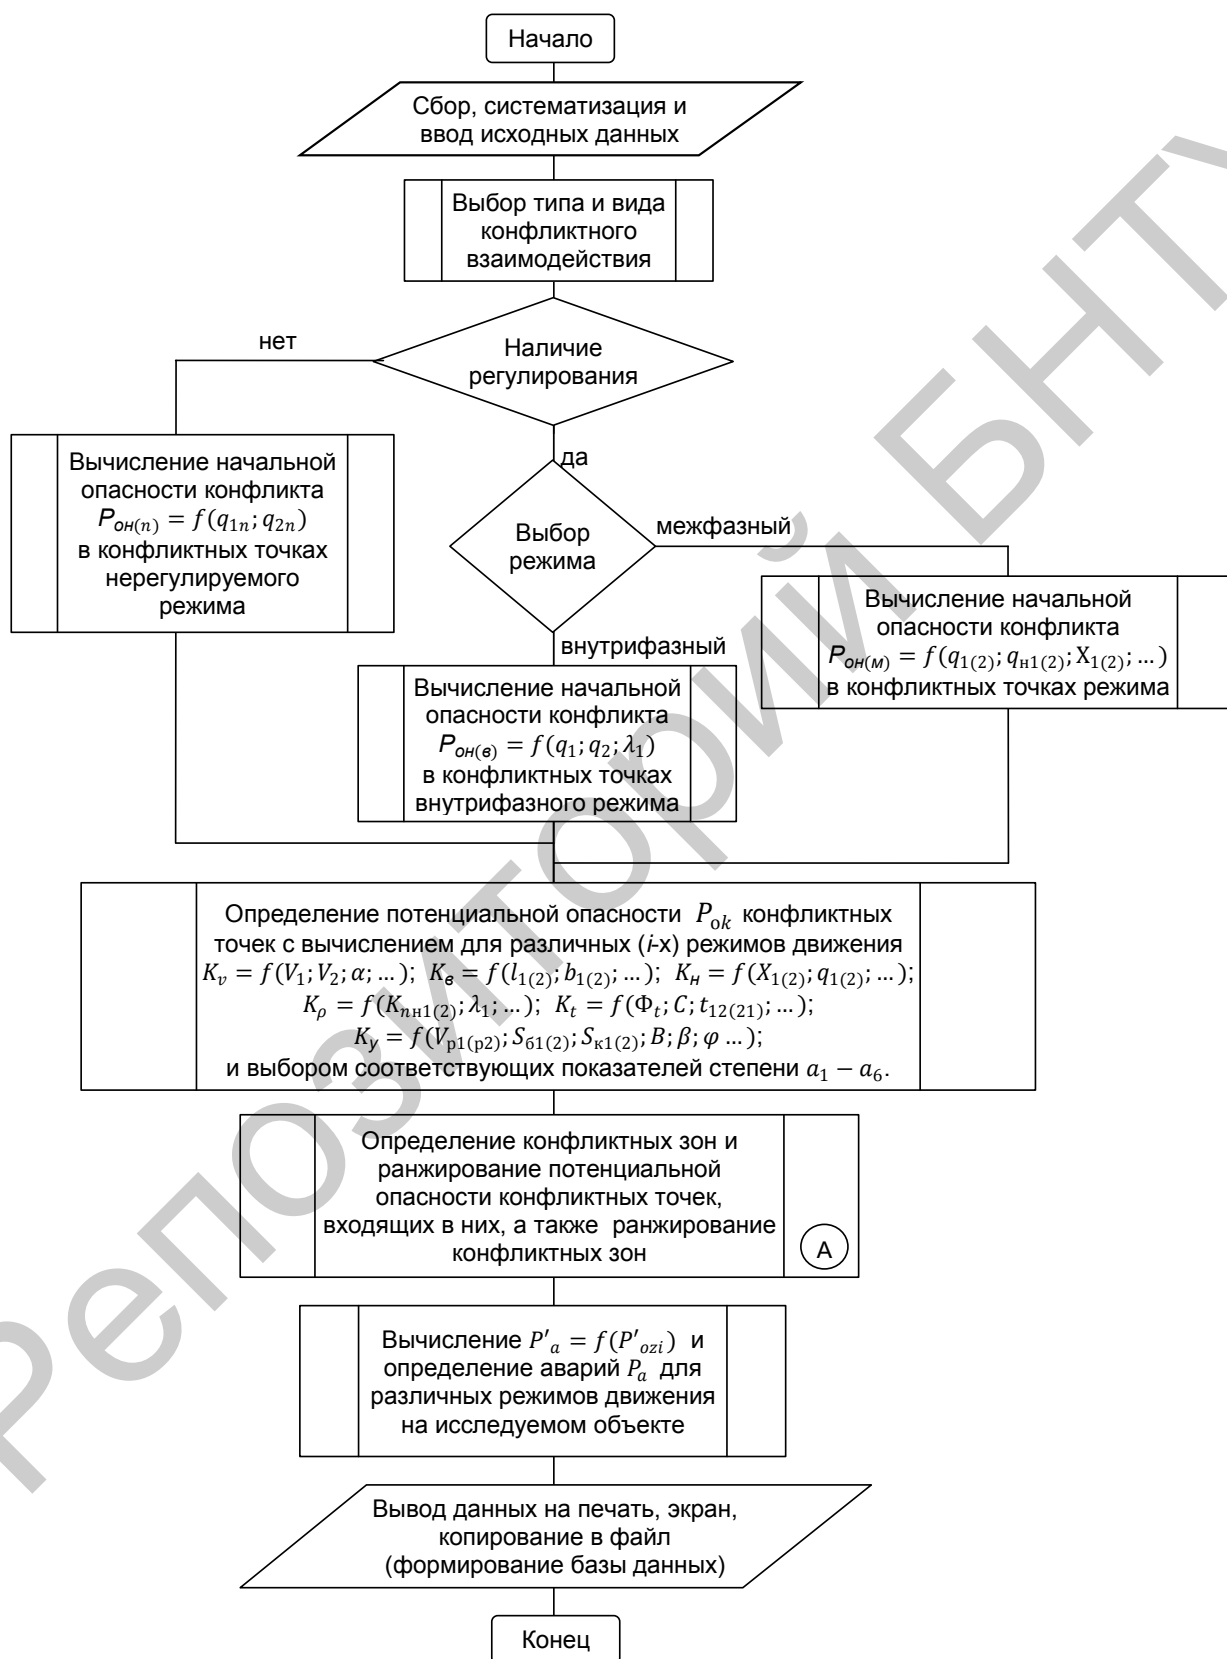 Начало
Сбор, систематизация и
ввод исходных данных
Выбор типа и вида
конфликтного
взаимодействия
Наличие
регулирования
нет
да
Вычисление начальной
опасности конфликта
Pон(n) = f(q1n; q2n)
в конфликтных точках
нерегулируемого
режима
Выбор
режима
межфазный
внутрифазный
Вычисление начальной
опасности конфликта
Pон(м) = f(q1(2); qн1(2); X1(2); …)
в конфликтных точках режима
Вычисление начальной
опасности конфликта
Pон(в) = f(q1; q2; λ1)
в конфликтных точках
внутрифазного режима
Определение потенциальной опасности Pоk конфликтных
точек с вычислением для различных (i-х) режимов движения
Kv = f(V1; V2; α; …); Kв = f(l1(2); b1(2); …); Kн = f(X1(2); q1(2); …);
Kρ = f(Knн1(2); λ1; …); Kt = f(Φt; C; t12(21); …);
Kу = f(Vр1(р2); Sб1(2); Sк1(2); B; β; φ …);
и выбором соответствующих показателей степени a1 − a6.
Определение конфликтных зон и
ранжирование потенциальной
опасности конфликтных точек,
входящих в них, а также ранжирование
конфликтных зон
А
Вычисление P′a = f(P′ozi) и
определение аварий Pa для
различных режимов движения
на исследуемом объекте
Вывод данных на печать, экран,
копирование в файл
(формирование базы данных)
Конец
Репозиторий БНТУ